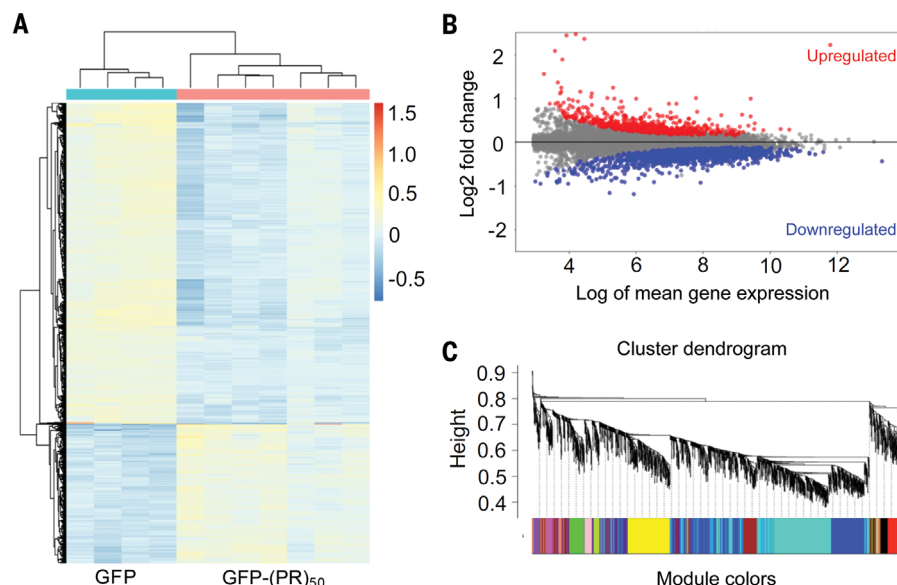 A
1.5
1.0
0.5
0
-0.5
GFP
GFP-(PR)50
B
Upregulated
Downregulated
Log2 fold change
2
1
0
-1
-2
4
6
8
10
12
Log of mean gene expression
C
Cluster dendrogram
Height
0.9
0.8
0.7
0.6
0.5
0.4
Module colors